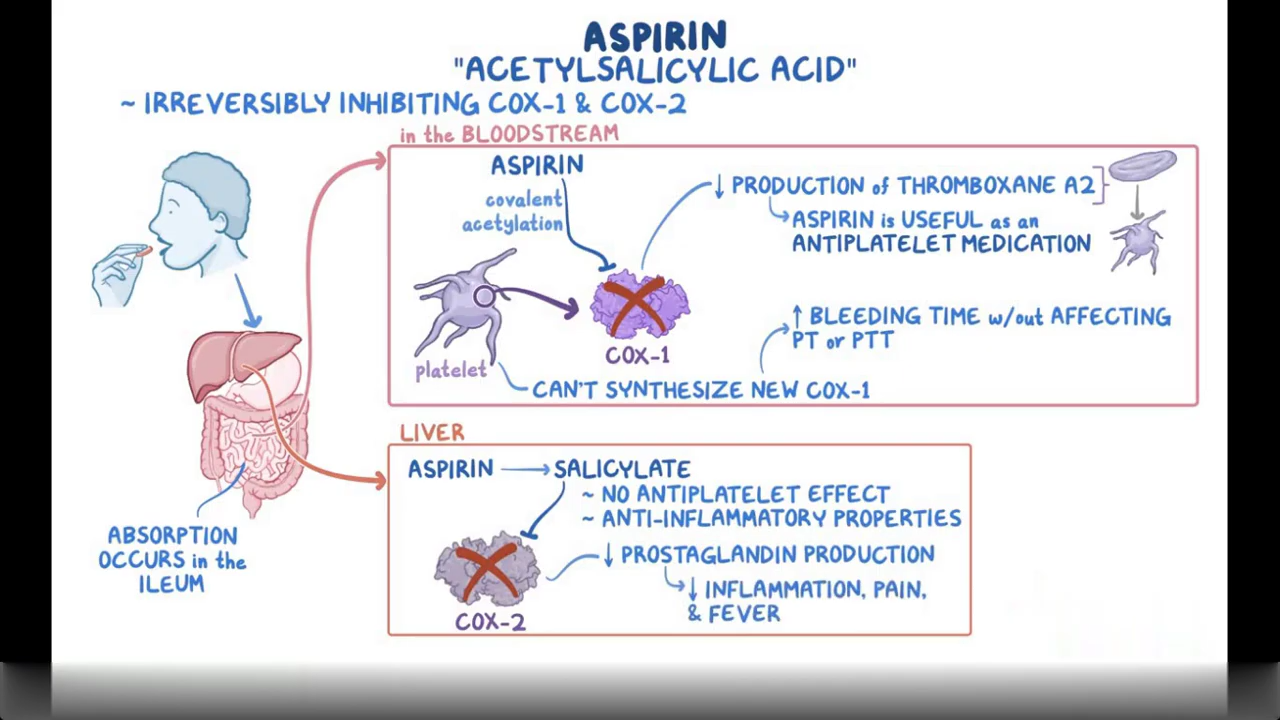 ASPIRIN
"ACETYLSALICYLIC ACID"
~ IRREVERSIBLY INHIBITING COX-1 & COX-2
in the BLOODSTREAM
ASPIRIN
covalent
acetylation
platelet
COX-1
↓ PRODUCTION of THROMBOXANE A2
ASPIRIN is USEFUL as an
ANTIPLATELET MEDICATION
↑ BLEEDING TIME w/out AFFECTING
PT or PTT
CAN'T SYNTHESIZE NEW COX-1
LIVER
ASPIRIN → SALICYLATE
~ NO ANTIPLATELET EFFECT
~ ANTI-INFLAMMATORY PROPERTIES
COX-2
↓ PROSTAGLANDIN PRODUCTION
↓ INFLAMMATION, PAIN,
& FEVER
ABSORPTION
OCCURS in the
ILEUM